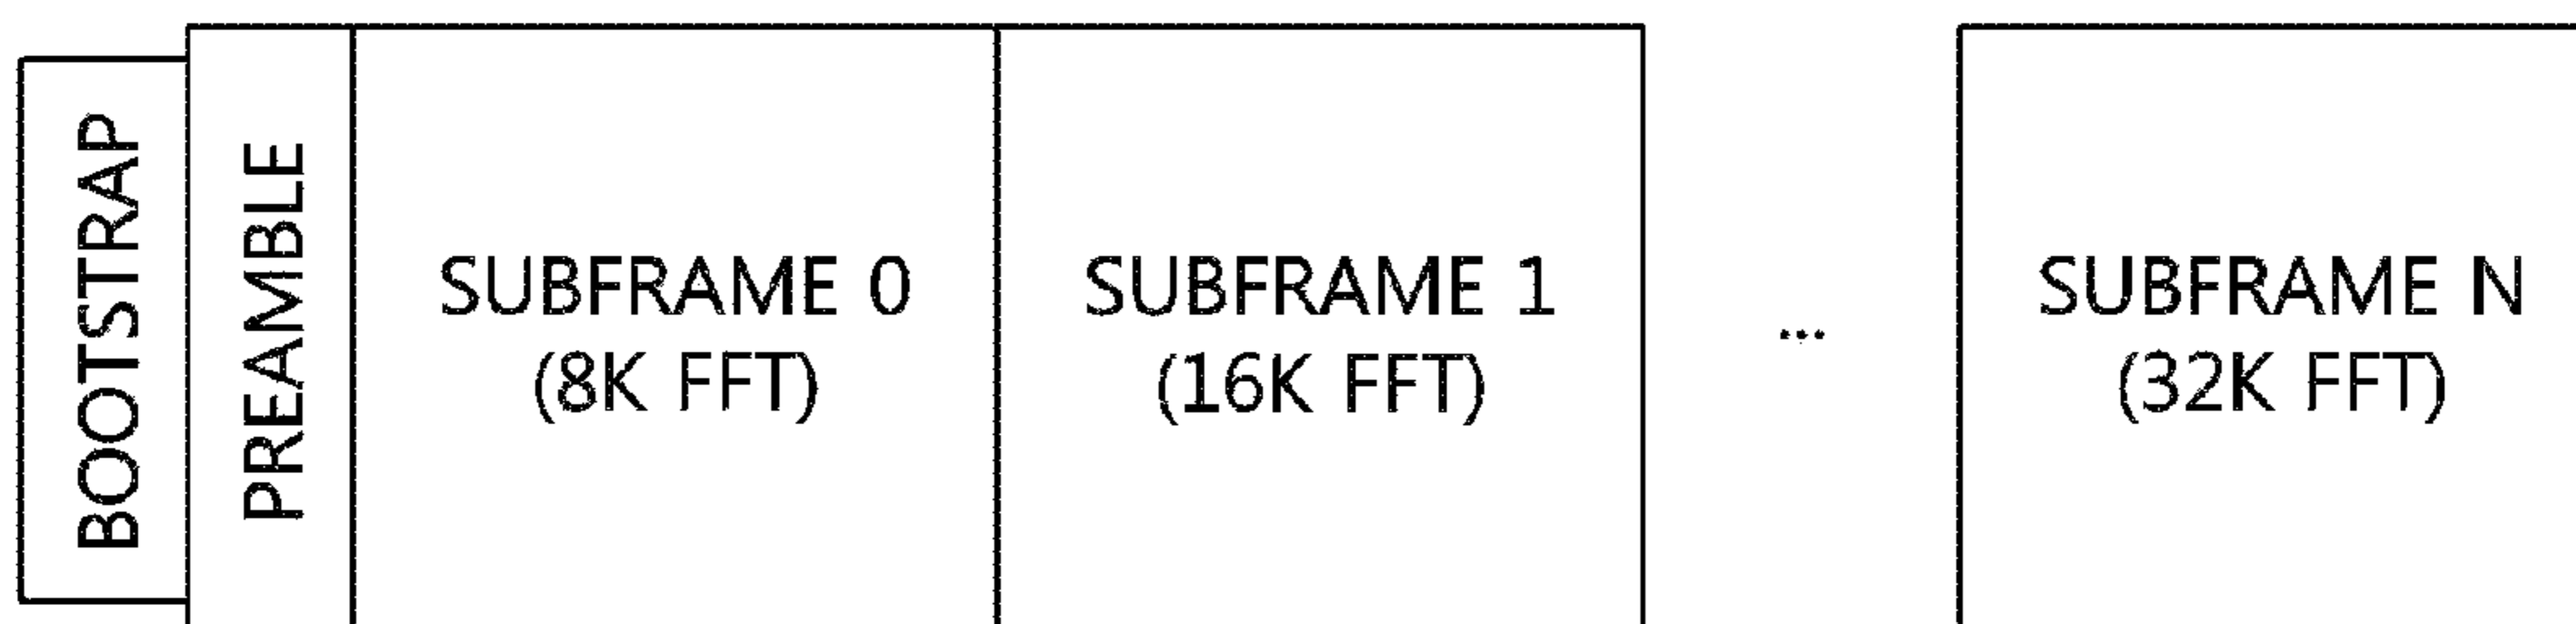 BOOTSTRAP
PREAMBLE
SUBFRAME 0
(8K FFT)
SUBFRAME 1
(16K FFT)
...
SUBFRAME N
(32K FFT)